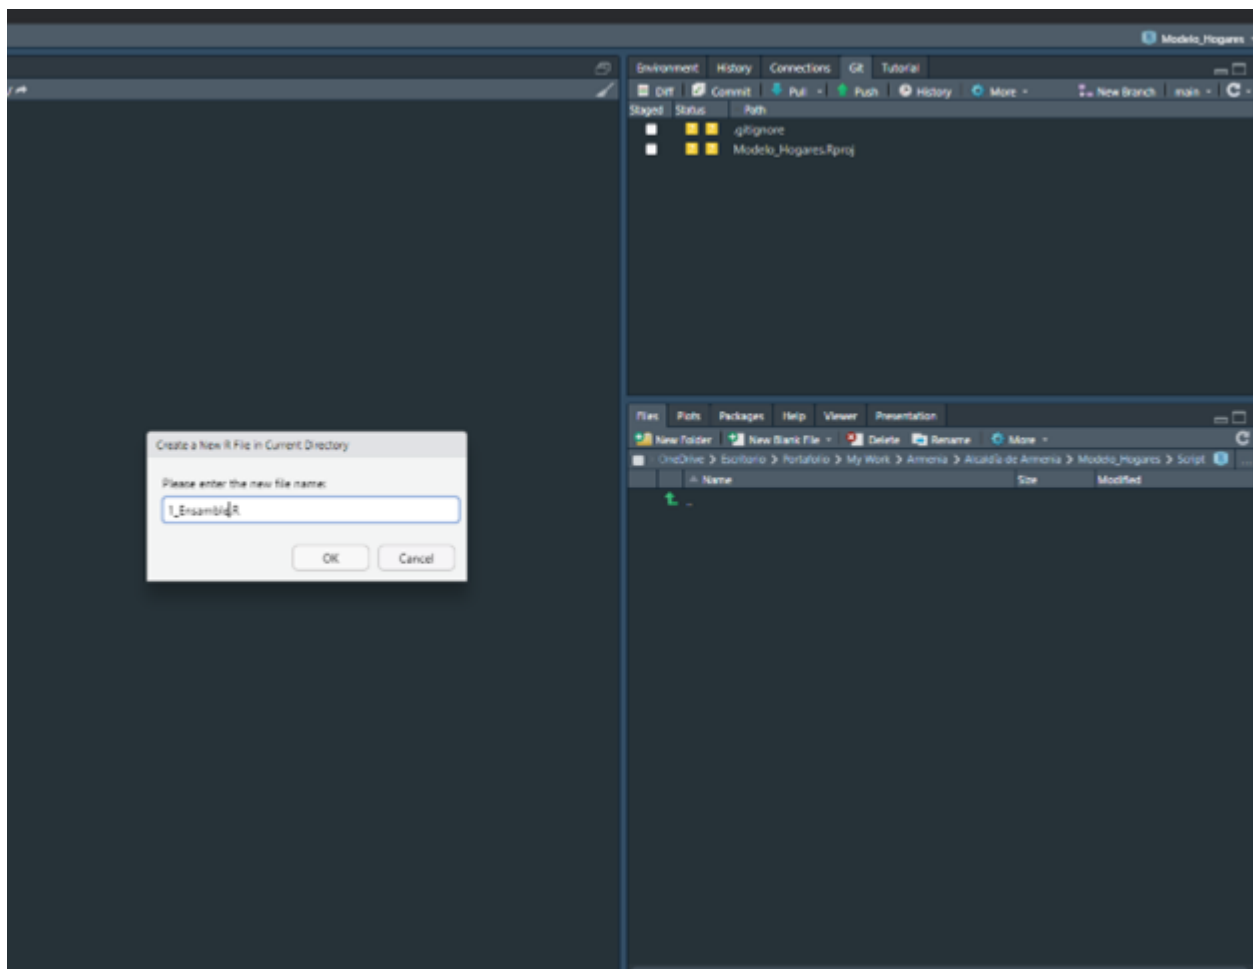 Modelo_Hogares
Environment History Connections Git Tutorial
Diff Commit Pull Push History More New Branch main
Staged Status Path
.gitignore
Modelo_Hogares.Rproj
Files Plots Packages Help Viewer Presentation
New Folder New Blank File Delete Rename More
OneDrive > Escritorio > Portafolio > My Work > Armenia > Alcaldía de Armenia > Modelo_Hogares > Script
Name Size Modified
..
Create a New R File in Current Directory
Please enter the new file name:
1_Ensamble.R
OK Cancel